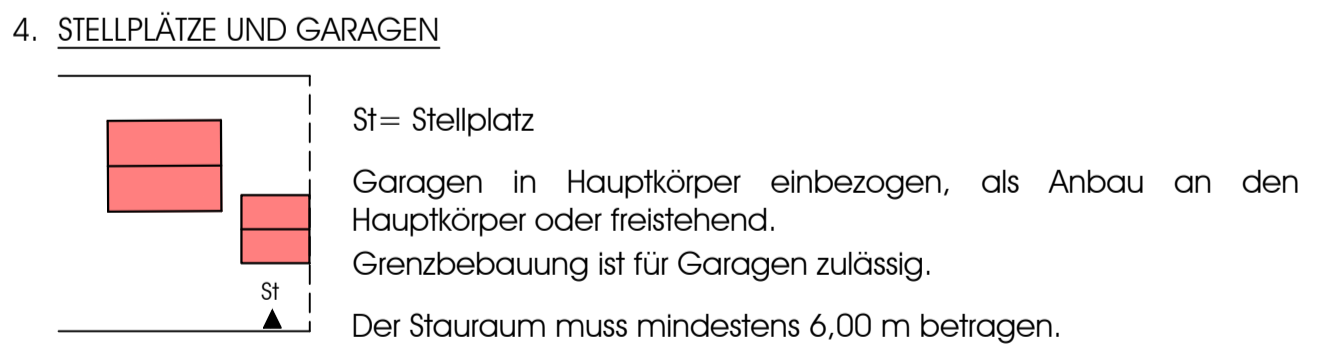 4. STELLPLÄTZE UND GARAGEN
St= Stellplatz
Garagen in Hauptkörper einbezogen, als Anbau an den
Hauptkörper oder freistehend.
Grenzbebauung ist für Garagen zulässig.
St
Der Stauraum muss mindestens 6,00 m betragen.